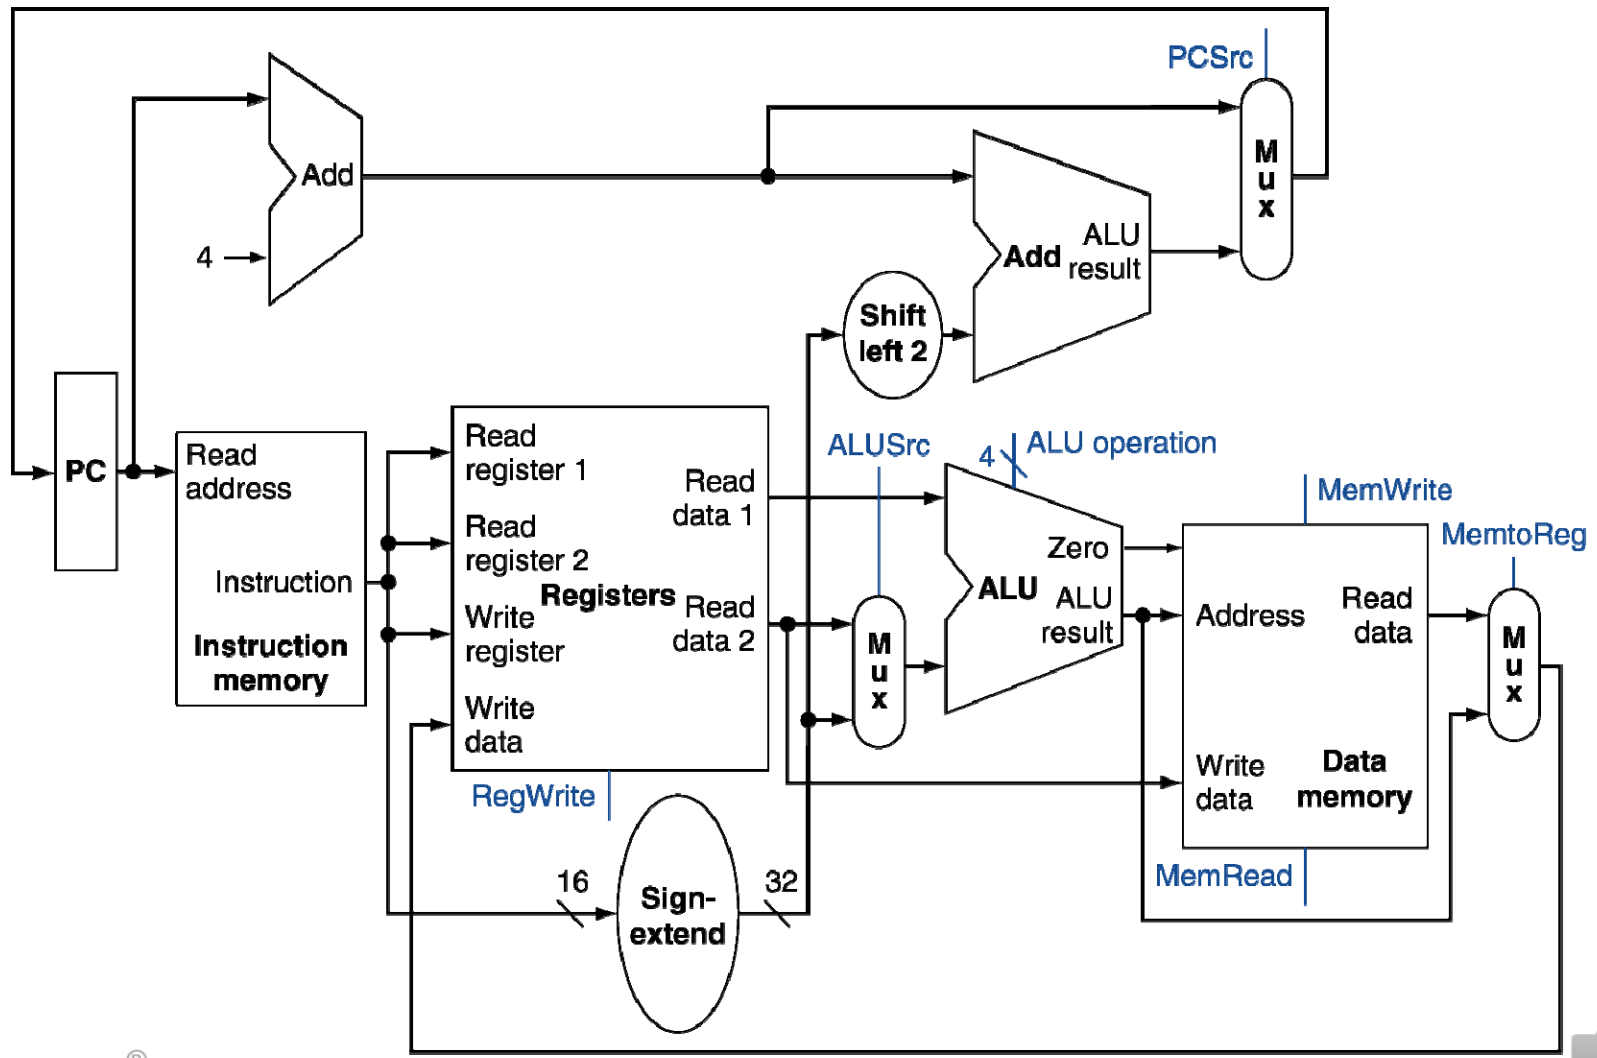 PCSrc
M
u
x
Add
4
Add
ALU
result
Shift
left 2
PC
Read
address
Instruction
Instruction
memory
Read
register 1
Read
register 2
Write
register
Write
data
Registers
Read
data 1
Read
data 2
RegWrite
ALUSrc
M
u
x
4
ALU operation
Zero
ALU
ALU
result
MemWrite
MemtoReg
Address
Read
data
Write
data
Data
memory
MemRead
M
u
x
16
Sign-
extend
32
®